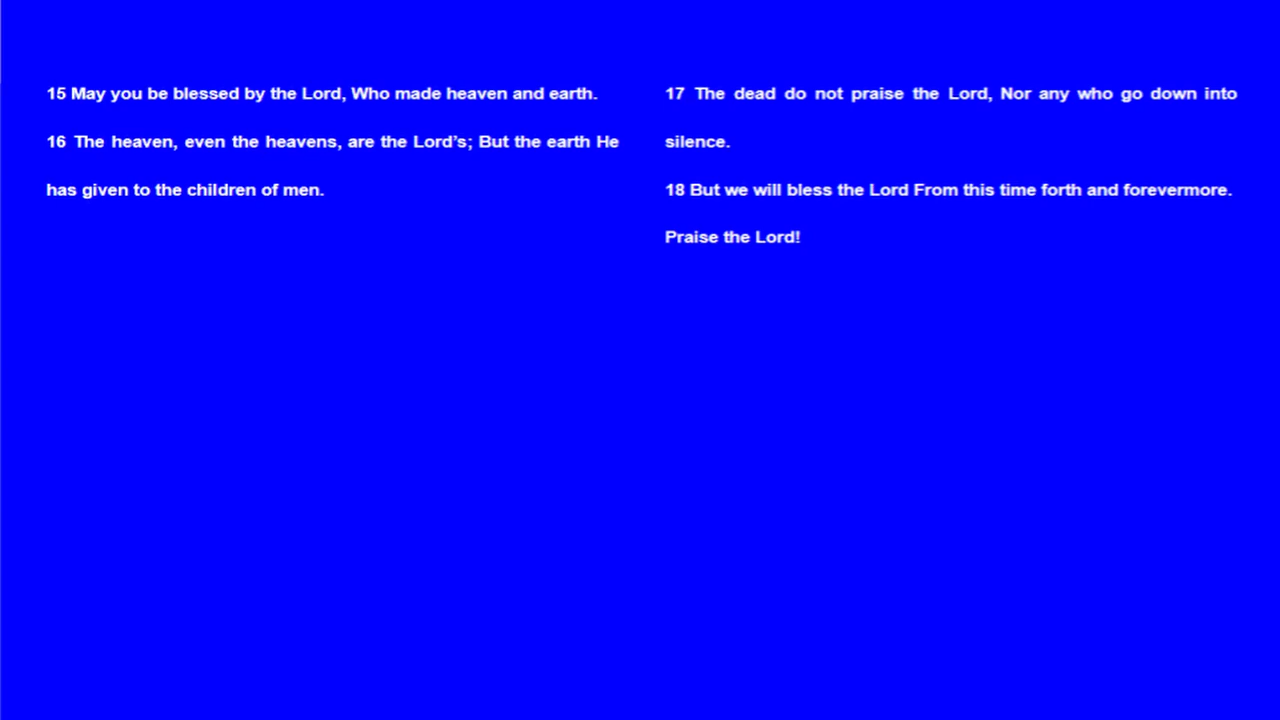 15 May you be blessed by the Lord, Who made heaven and earth.
16 The heaven, even the heavens, are the Lord’s; But the earth He
has given to the children of men.
17 The dead do not praise the Lord, Nor any who go down into
silence.
18 But we will bless the Lord From this time forth and forevermore.
Praise the Lord!